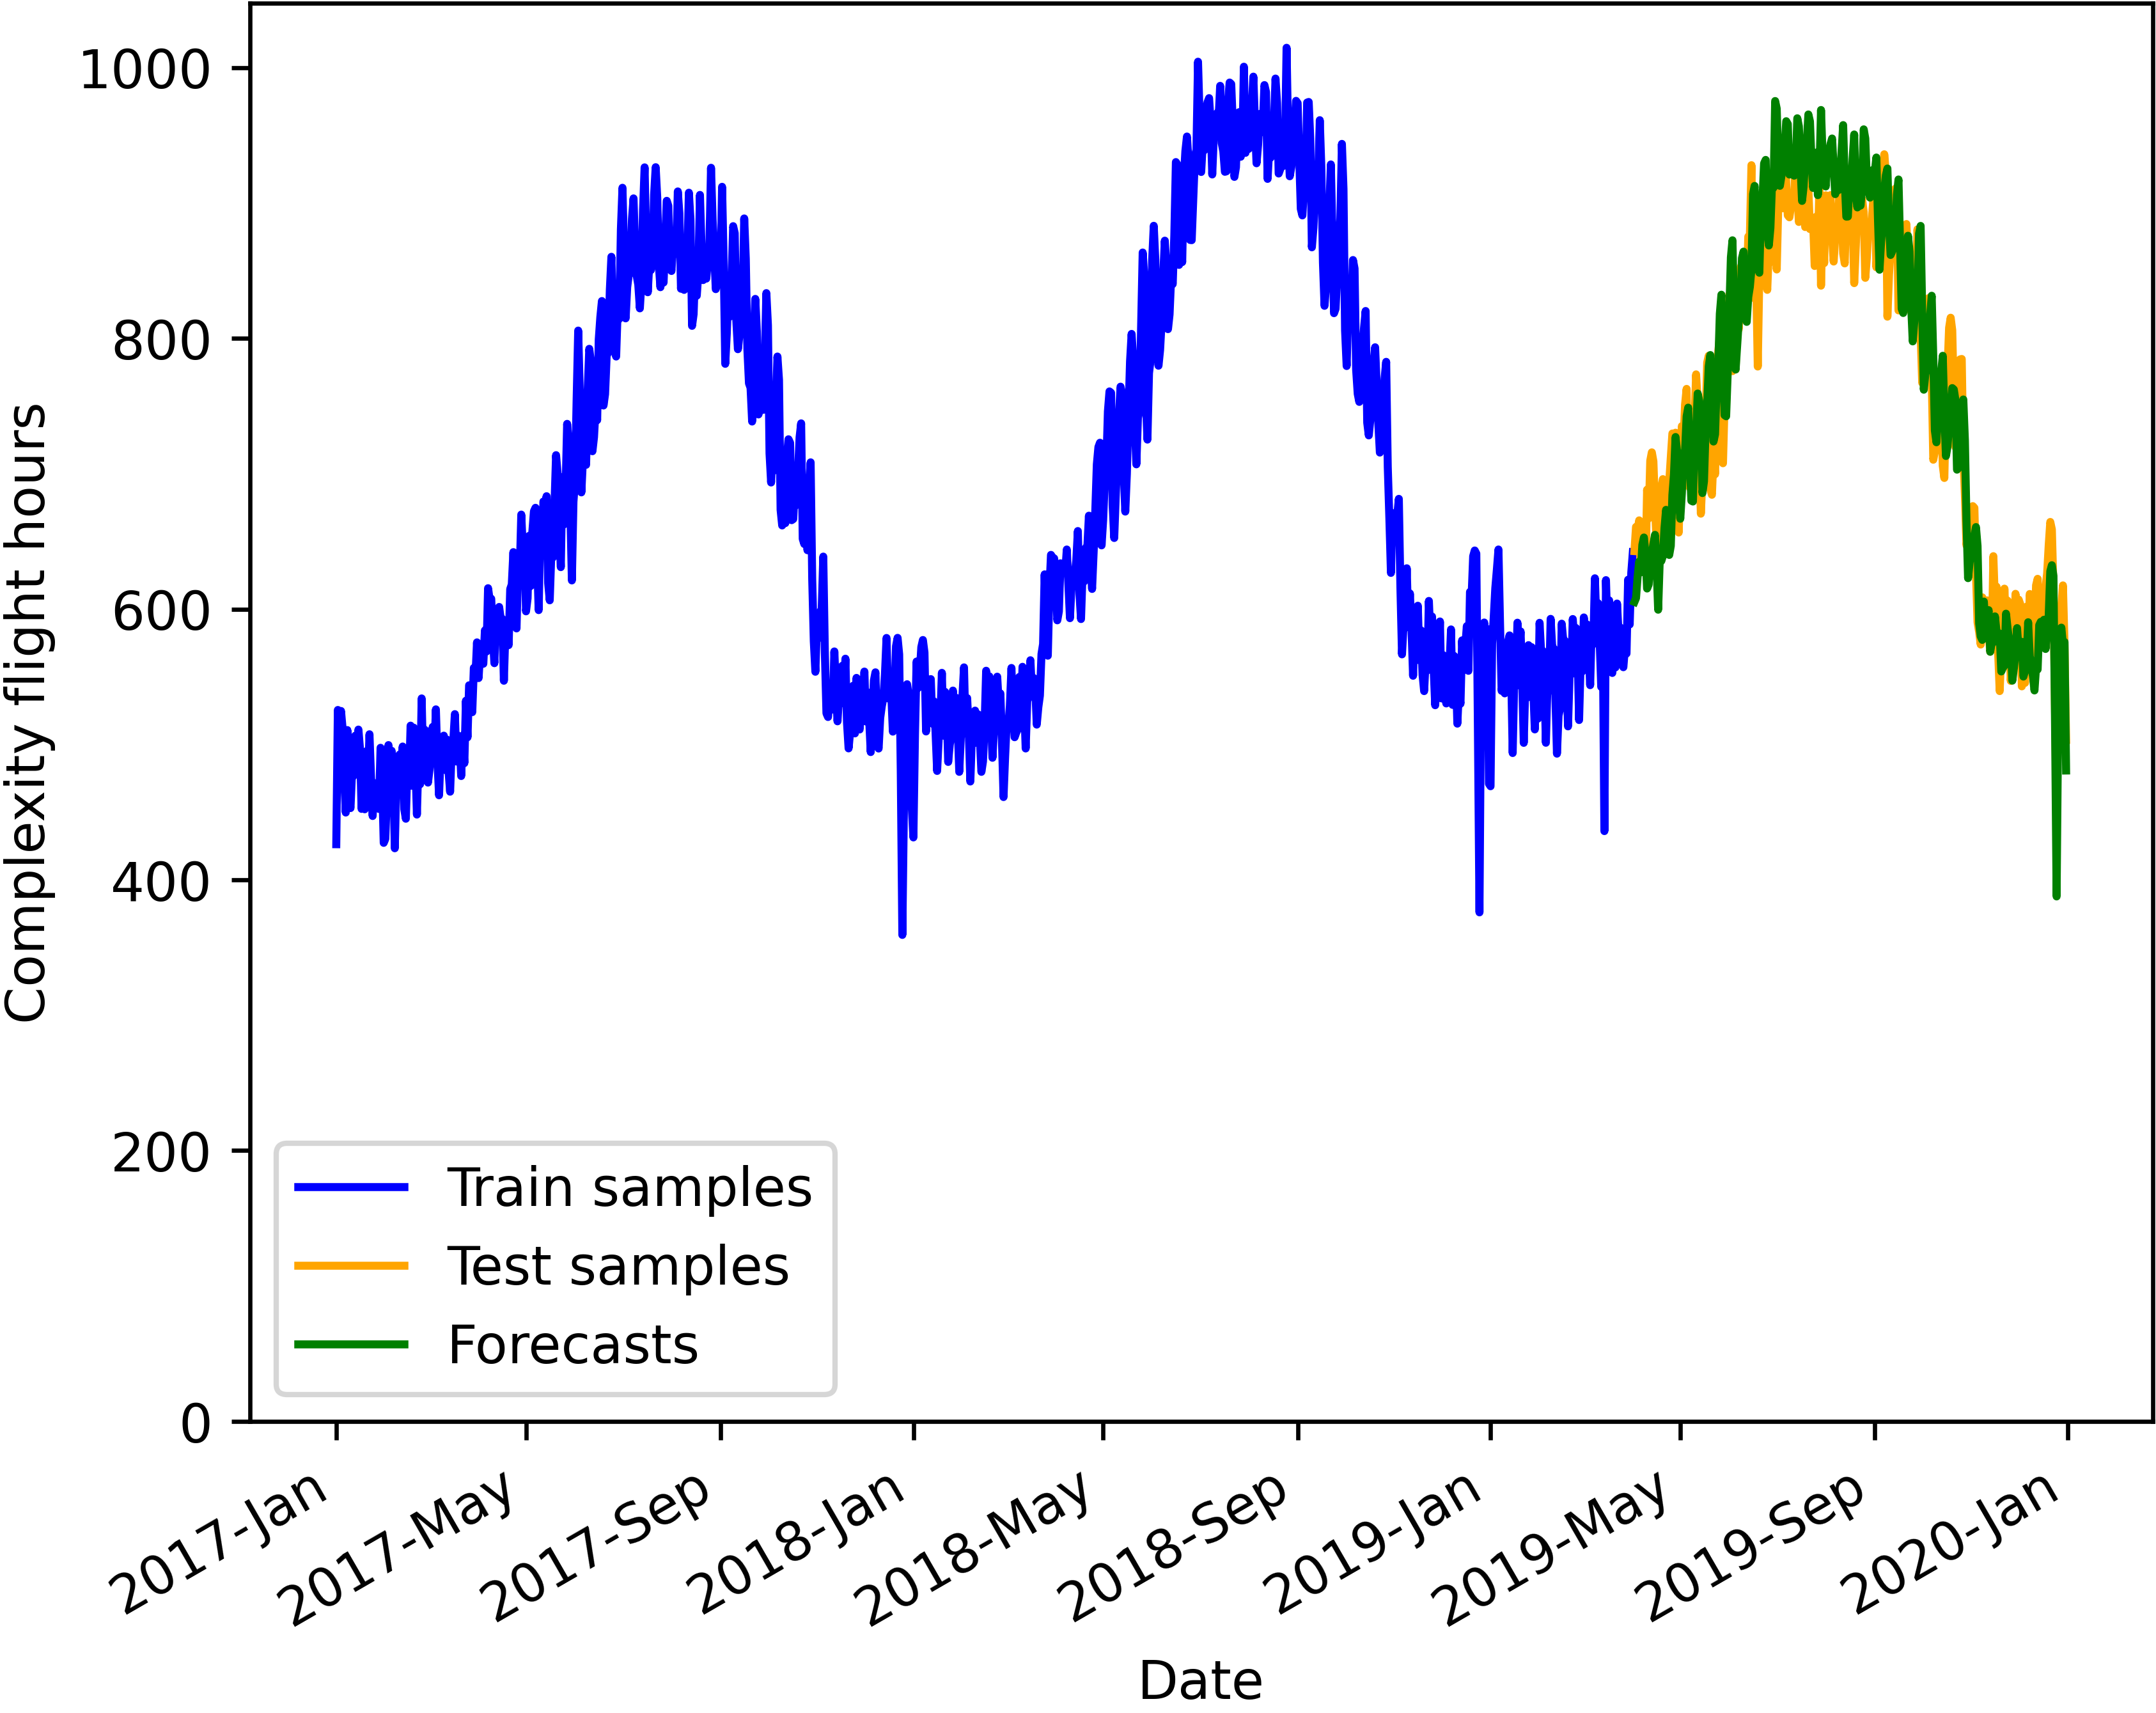 1000
800
600
400
200
0
Complexity flight hours
Train samples
Test samples
Forecasts
2017-Jan
2017-May
2017-Sep
2018-Jan
2018-May
2018-Sep
2019-Jan
2019-May
2019-Sep
2020-Jan
Date